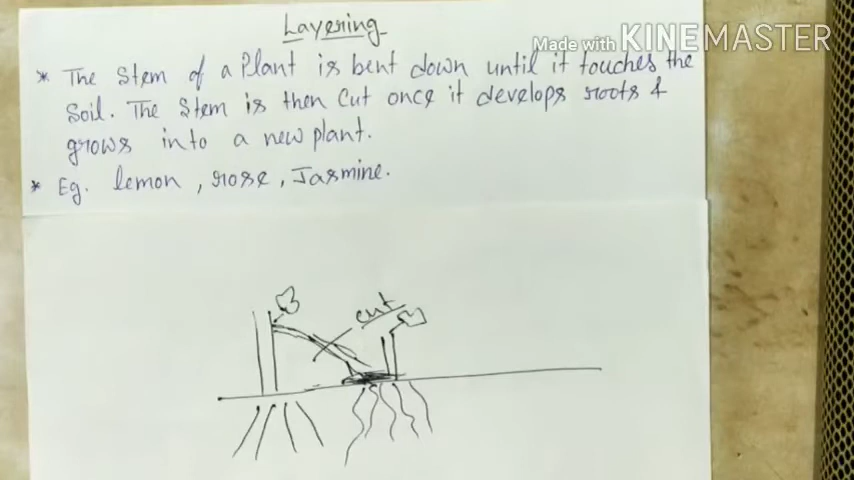 Layering
Made with KINEMASTER
* The Stem of a Plant is bent down until it touches the
Soil. The Stem is then Cut once it develops roots &
grows into a new plant.
* Eg. lemon, rose, Jasmine.
cut